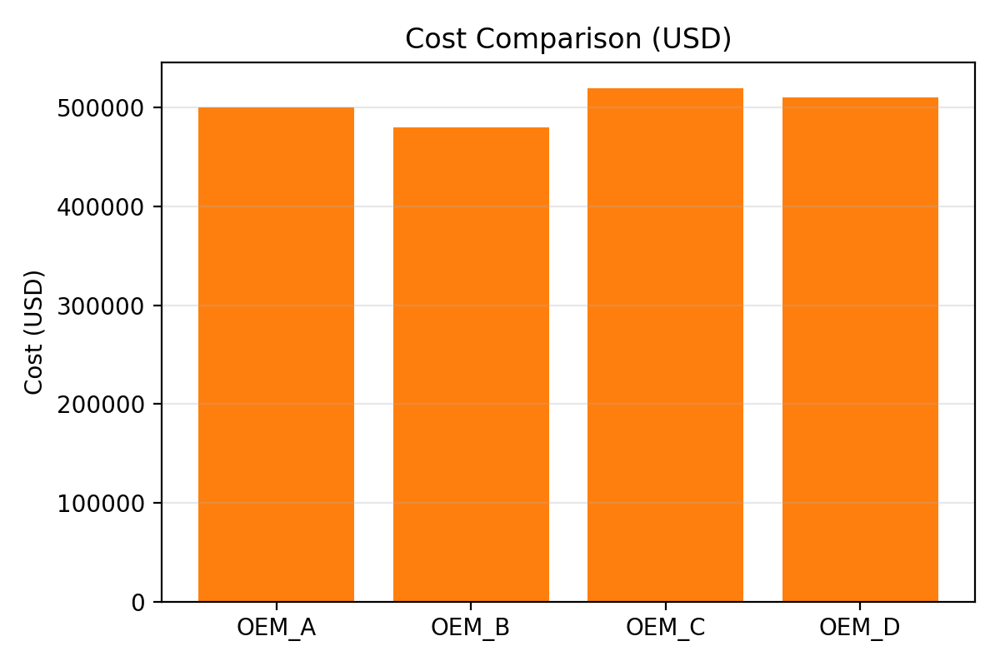 Cost Comparison (USD)
Cost (USD)
500000
400000
300000
200000
100000
0
OEM_A OEM_B OEM_C OEM_D